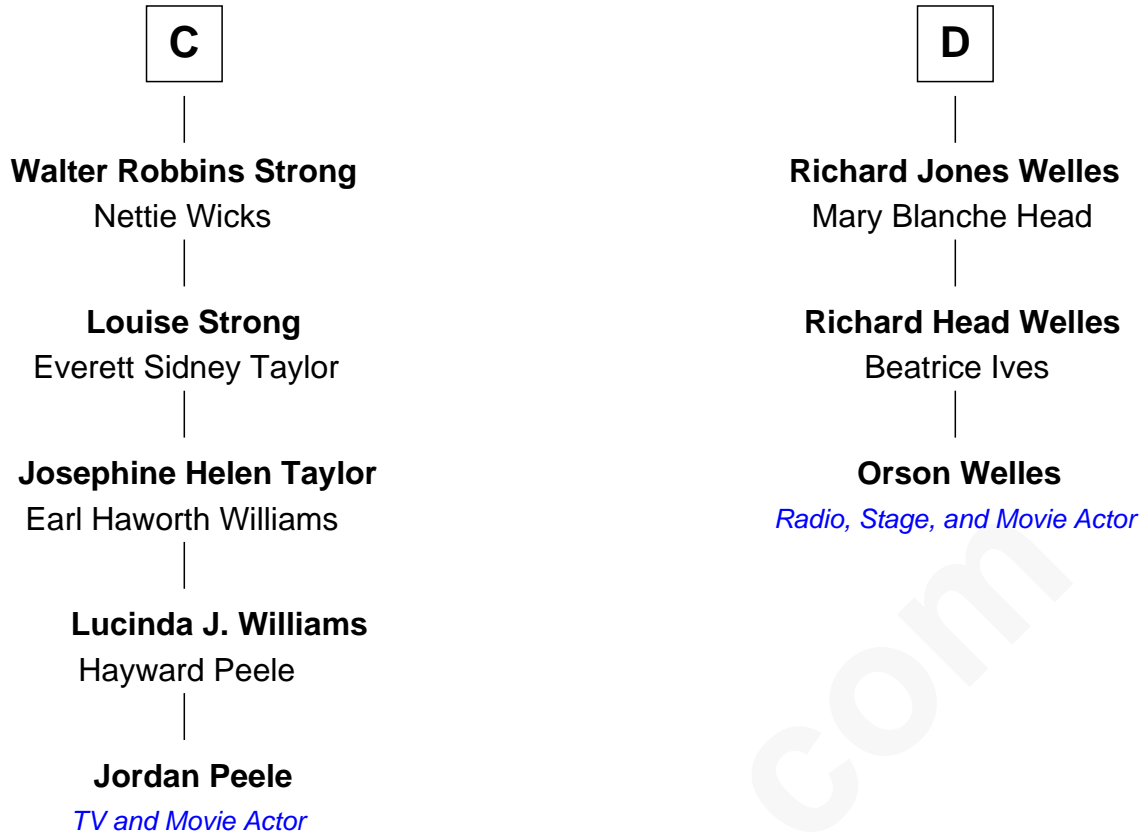 C
Walter Robbins Strong
Nettie Wicks
Louise Strong
Everett Sidney Taylor
Josephine Helen Taylor
Earl Haworth Williams
Lucinda J. Williams
Hayward Peele
Jordan Peele
TV and Movie Actor
D
Richard Jones Welles
Mary Blanche Head
Richard Head Welles
Beatrice Ives
Orson Welles
Radio, Stage, and Movie Actor
com